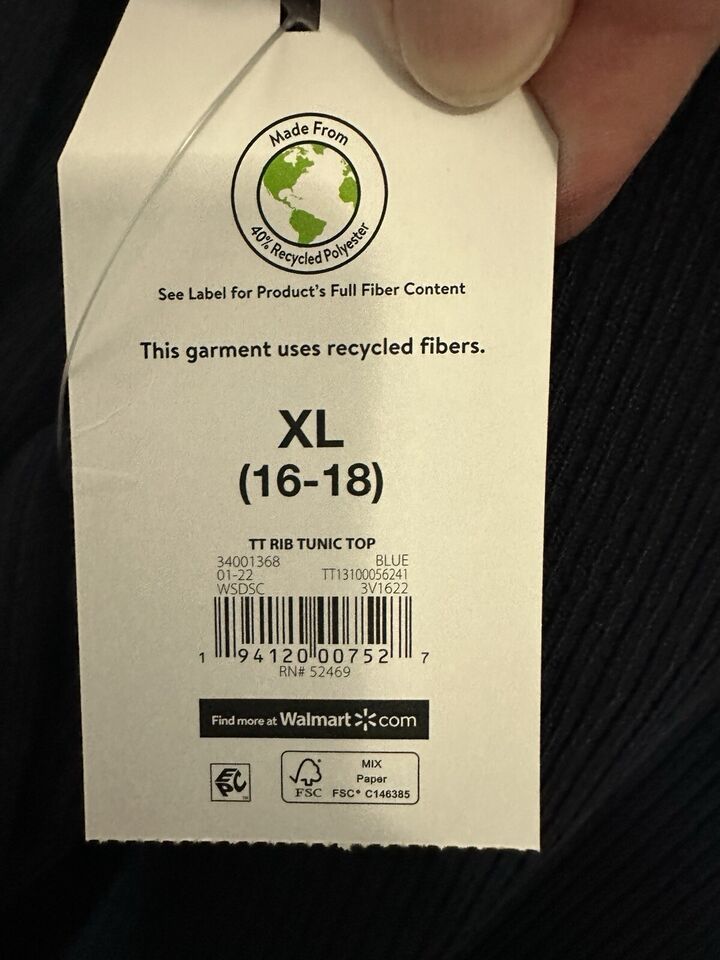 Made From
40% Recycled Polyester
See Label for Product's Full Fiber Content
This garment uses recycled fibers.
XL
(16-18)
TT RIB TUNIC TOP
34001368 BLUE
01-22 TT13100056241
WSDSC 3V1622
1 94120 00752 7
RN# 52469
Find more at Walmart com
EPC
FSC
MIX
Paper
FSC® C146385